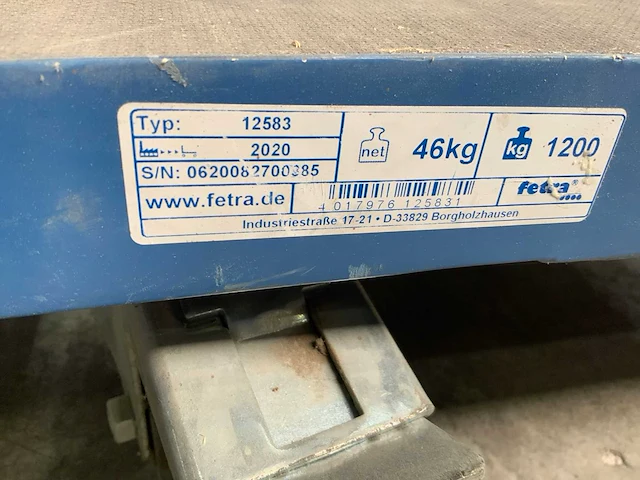 Typ: 12583
2020
S/N: 0620082700385
net 46kg
kg 1200
www.fetra.de
4 017976 125831
fetra
Industriestraße 17-21 • D-33829 Borgholzhausen